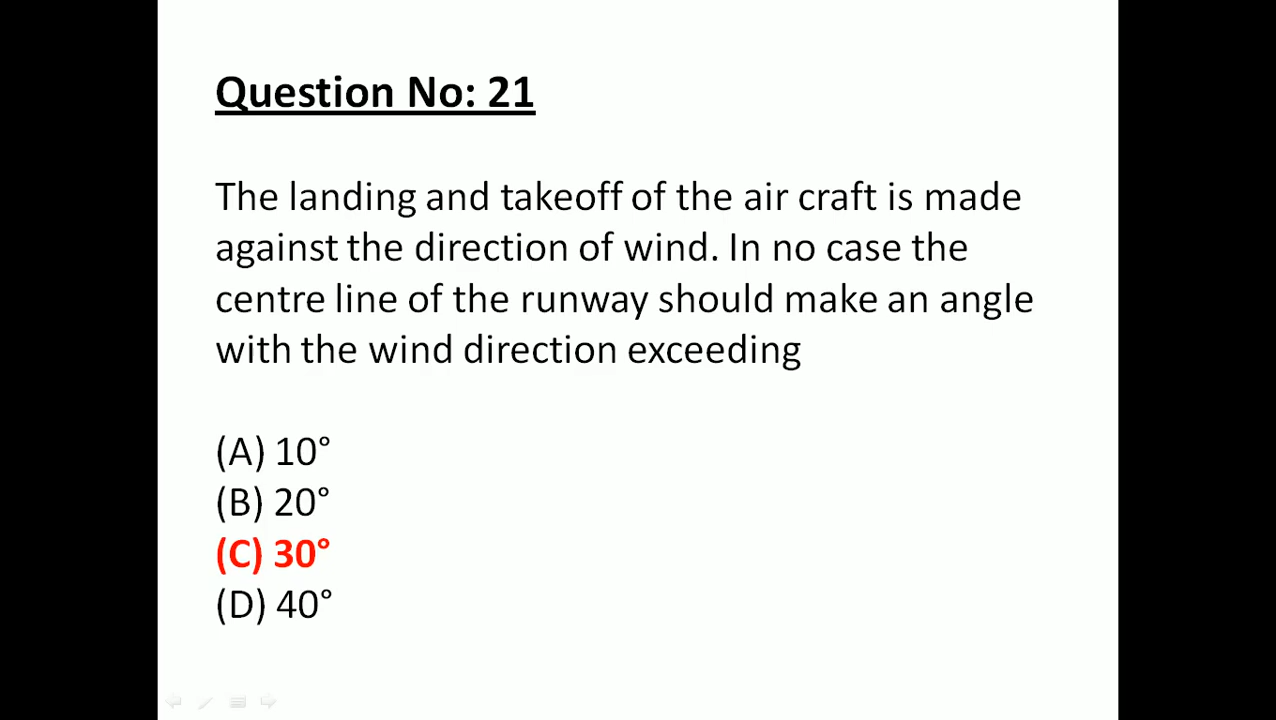 Question No: 21
The landing and takeoff of the air craft is made
against the direction of wind. In no case the
centre line of the runway should make an angle
with the wind direction exceeding
(A) 10°
(B) 20°
(C) 30°
(D) 40°